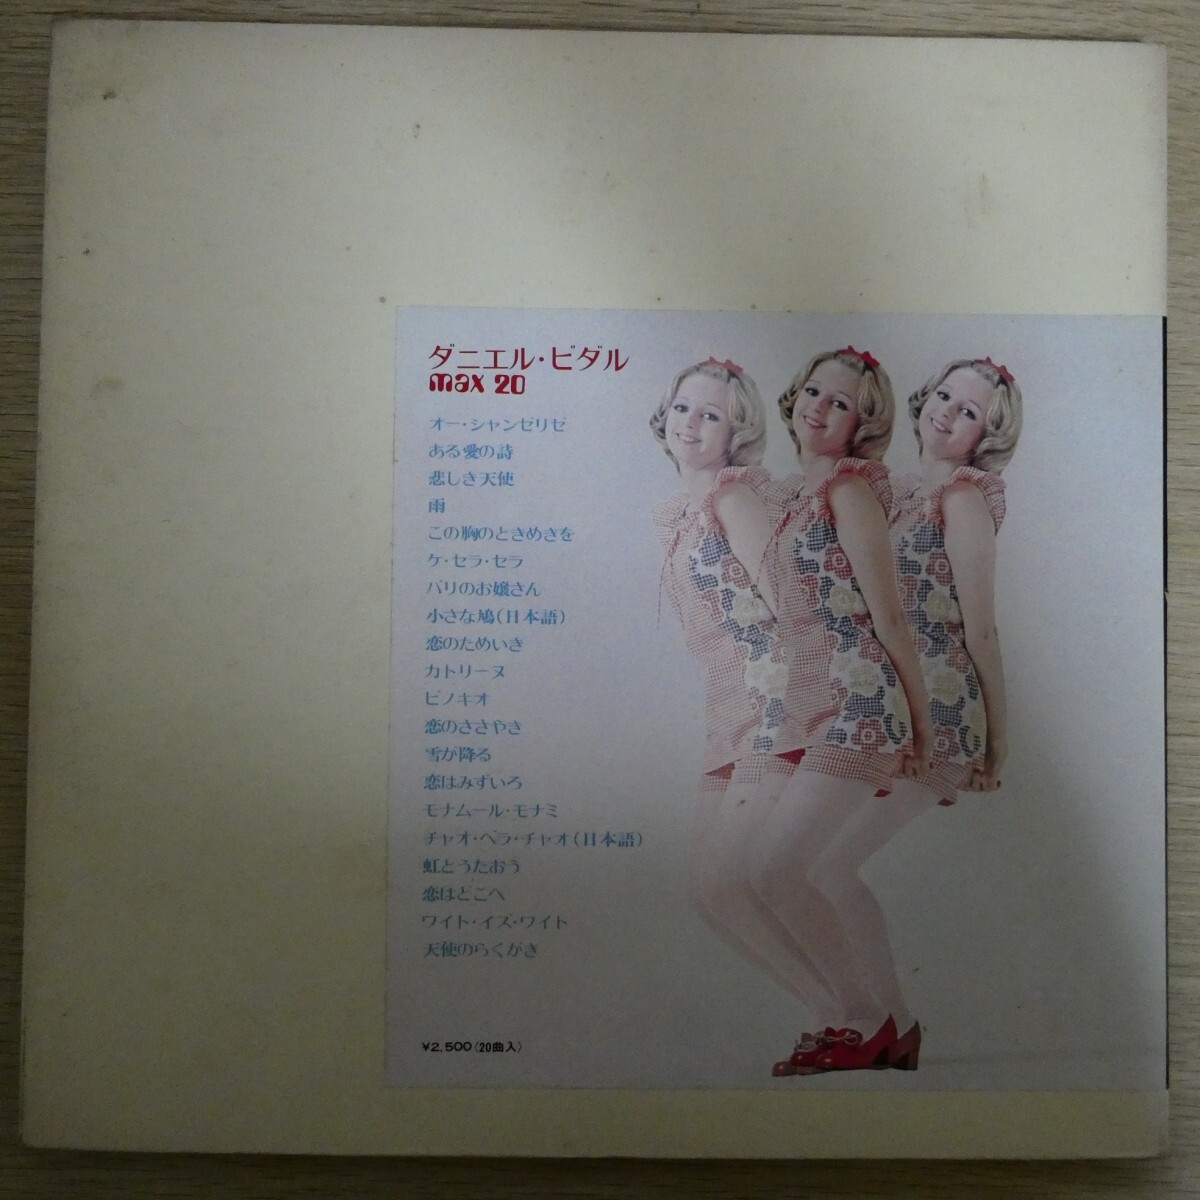 ダニエル・ビダル
max 20
オー・シャンゼリゼ
ある愛の詩
悲しき天使
雨
この胸のときめきを
ケ・セラ・セラ
パリのお嬢さん
小さな鳩(日本語)
恋のためいき
カトリーヌ
ピノキオ
恋のささやき
雪が降る
恋はみずいろ
モナムール・モナミ
チャオ・ベラ・チャオ(日本語)
虹とうたおう
恋はどこへ
ワイト・イズ・ワイト
天使のらくがき
¥2,500(20曲入)